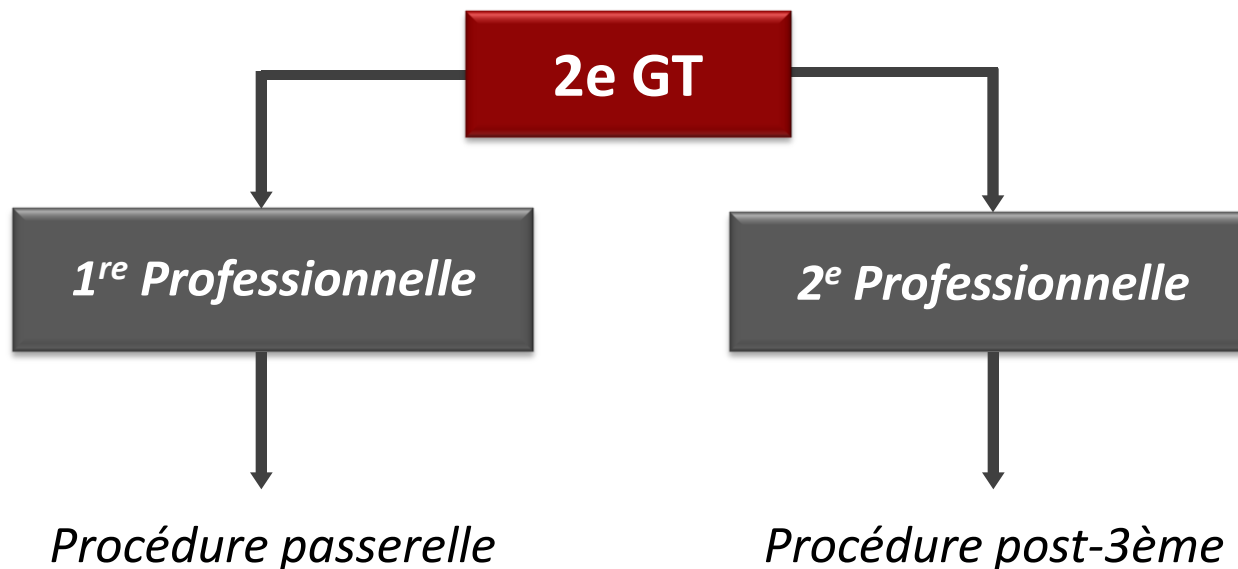 2e GT
1re Professionnelle
2e Professionnelle
Procédure passerelle
Procédure post-3ème